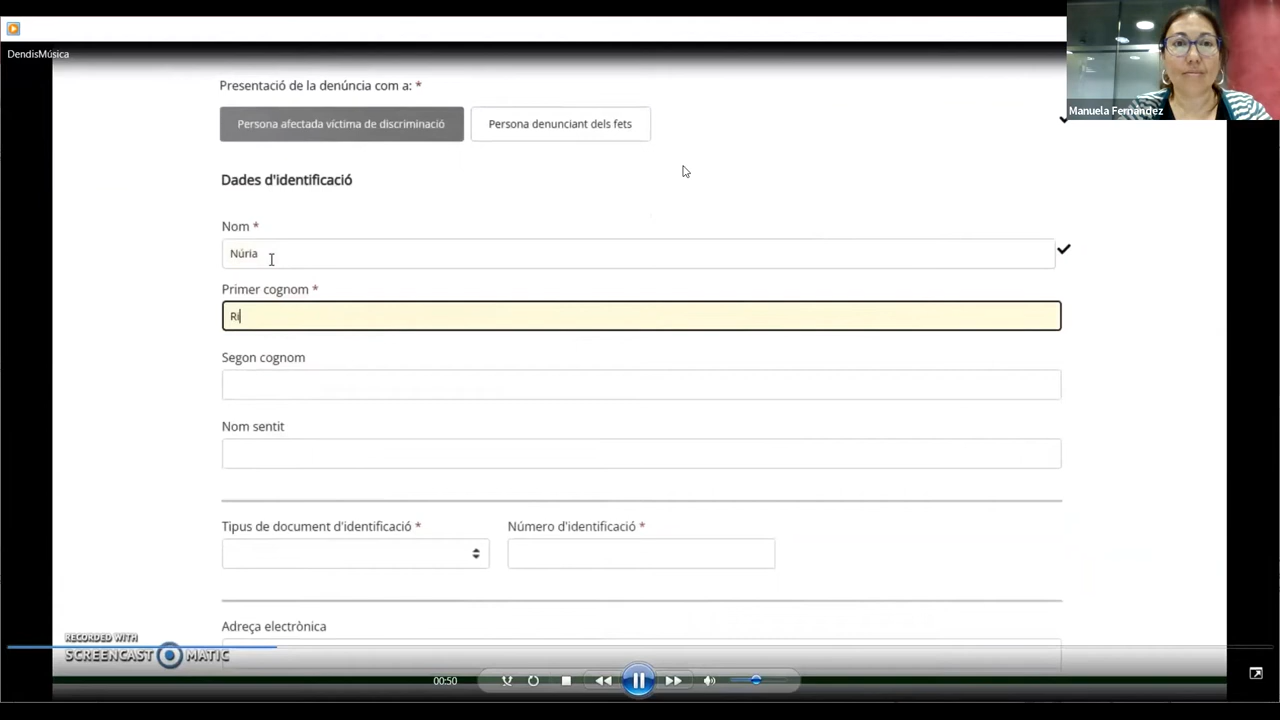 DendisMúsica
Manuela Fernández
Presentació de la denúncia com a: *
Persona afectada víctima de discriminació
Persona denunciant dels fets
Dades d'identificació
Nom *
Núria
Primer cognom *
Ri
Segon cognom
Nom sentit
Tipus de document d'identificació *
Número d'identificació *
Adreça electrònica
RECORDED WITH
SCREENCAST MATIC
00:50